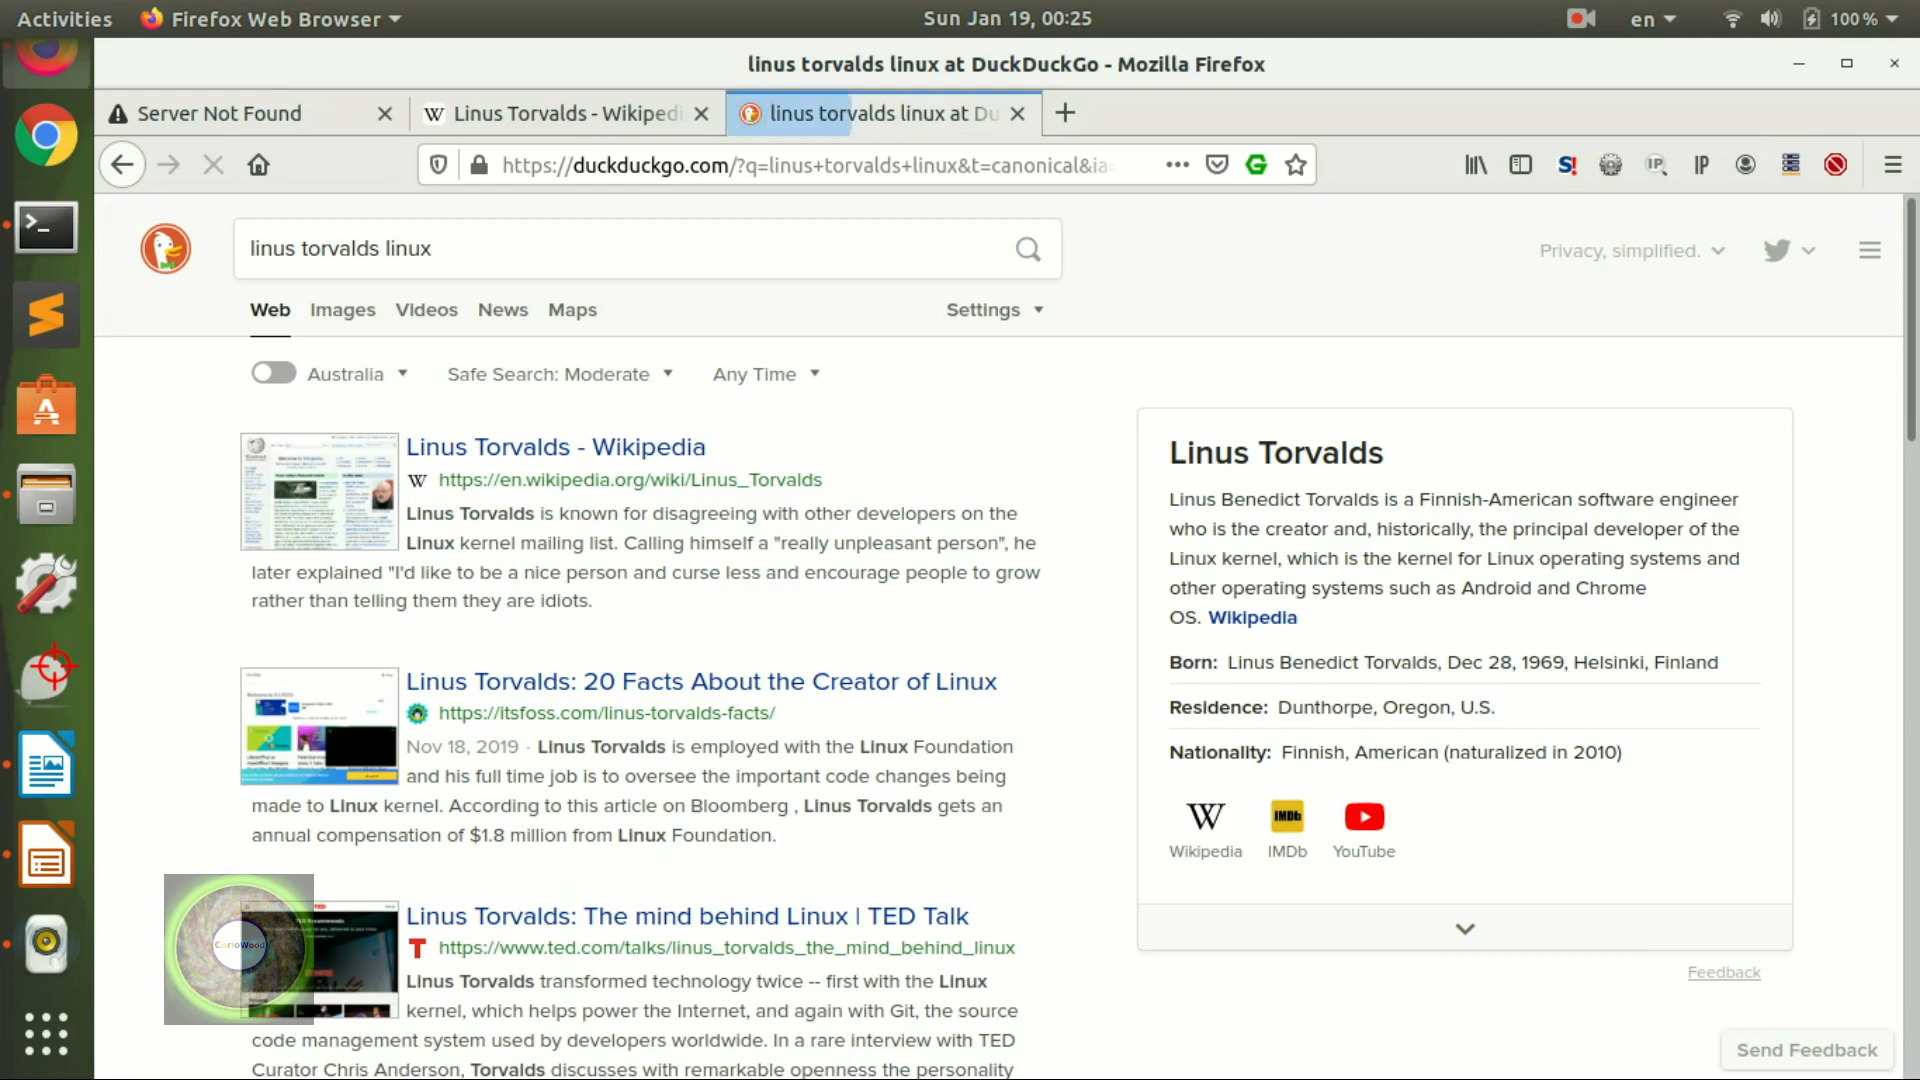 Activities Firefox Web Browser Sun Jan 19, 00:25 en 100 %
linus torvalds linux at DuckDuckGo - Mozilla Firefox
Server Not Found Linus Torvalds - Wikipedi linus torvalds linux at Du
https://duckduckgo.com/?q=linus+torvalds+linux&t=canonical&ia=
linus torvalds linux
Privacy, simplified.
Web Images Videos News Maps Settings
Australia Safe Search: Moderate Any Time
Linus Torvalds - Wikipedia
https://en.wikipedia.org/wiki/Linus_Torvalds
Linus Torvalds is known for disagreeing with other developers on the
Linux kernel mailing list. Calling himself a "really unpleasant person", he
later explained "I'd like to be a nice person and curse less and encourage people to grow
rather than telling them they are idiots.
Linus Torvalds: 20 Facts About the Creator of Linux
https://itsfoss.com/linus-torvalds-facts/
Nov 18, 2019 · Linus Torvalds is employed with the Linux Foundation
and his full time job is to oversee the important code changes being
made to Linux kernel. According to this article on Bloomberg , Linus Torvalds gets an
annual compensation of $1.8 million from Linux Foundation.
CurioWood
Linus Torvalds: The mind behind Linux | TED Talk
https://www.ted.com/talks/linus_torvalds_the_mind_behind_linux
Linus Torvalds transformed technology twice -- first with the Linux
kernel, which helps power the Internet, and again with Git, the source
code management system used by developers worldwide. In a rare interview with TED
Curator Chris Anderson, Torvalds discusses with remarkable openness the personality
Linus Torvalds
Linus Benedict Torvalds is a Finnish-American software engineer
who is the creator and, historically, the principal developer of the
Linux kernel, which is the kernel for Linux operating systems and
other operating systems such as Android and Chrome
OS. Wikipedia
Born: Linus Benedict Torvalds, Dec 28, 1969, Helsinki, Finland
Residence: Dunthorpe, Oregon, U.S.
Nationality: Finnish, American (naturalized in 2010)
IMDb
Wikipedia IMDb YouTube
Feedback
Send Feedback